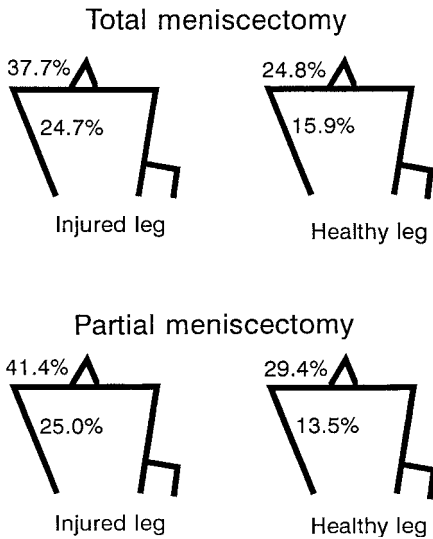 Total meniscectomy
37.7% 24.8%
24.7% 15.9%
Injured leg Healthy leg
Partial meniscectomy
41.4% 29.4%
25.0% 13.5%
Injured leg Healthy leg